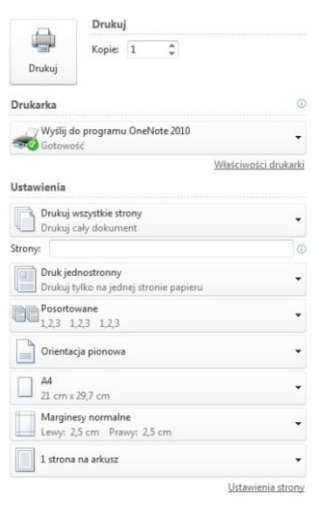 Drukuj
Kopie: 1
Drukuj
Drukarka
Wyślij do programu OneNote 2010
Gotowość
Właściwości drukarki
Ustawienia
Drukuj wszystkie strony
Drukuj cały dokument
Strony:
Druk jednostronny
Drukuj tylko na jednej stronie papieru
Posortowane
1,2,3 1,2,3 1,2,3
Orientacja pionowa
A4
21 cm x 29,7 cm
Marginesy normalne
Lewy: 2,5 cm Prawy: 2,5 cm
1 strona na arkusz
Ustawienia strony